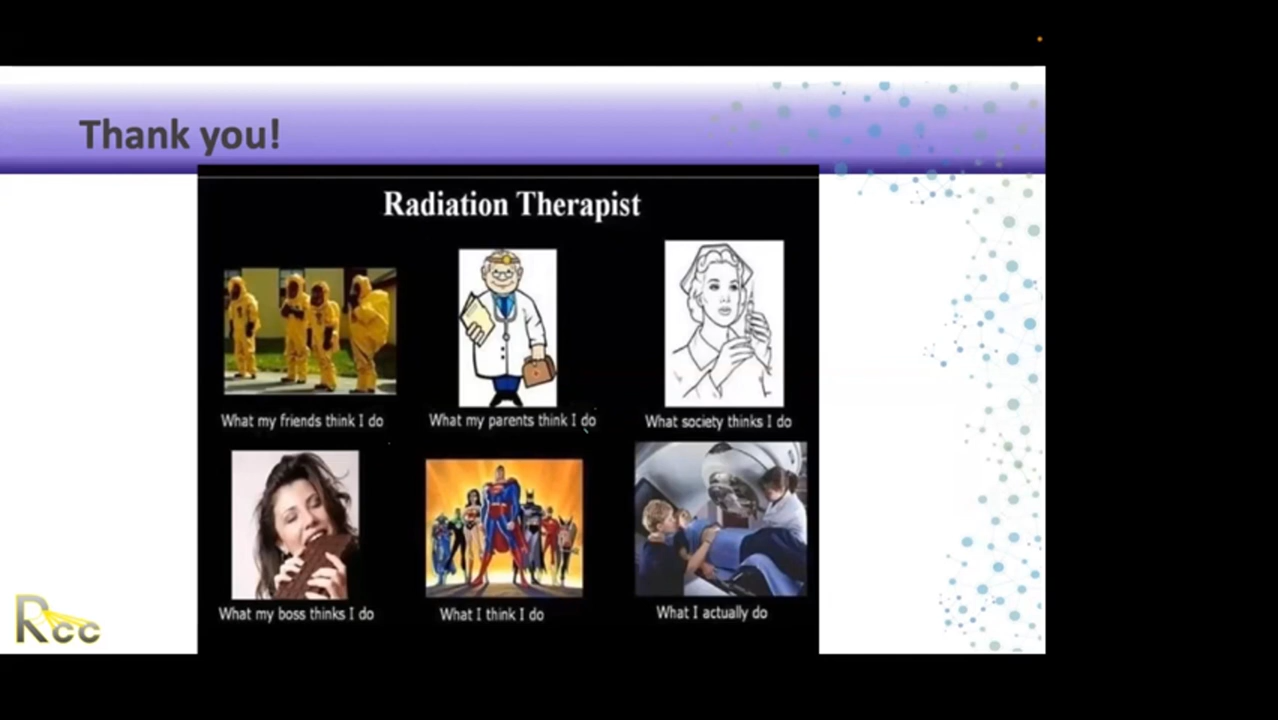 Thank you!
Radiation Therapist
What my friends think I do
What my parents think I do
What society thinks I do
What my boss thinks I do
What I think I do
What I actually do
Rcc